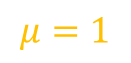 𝜇 = 1